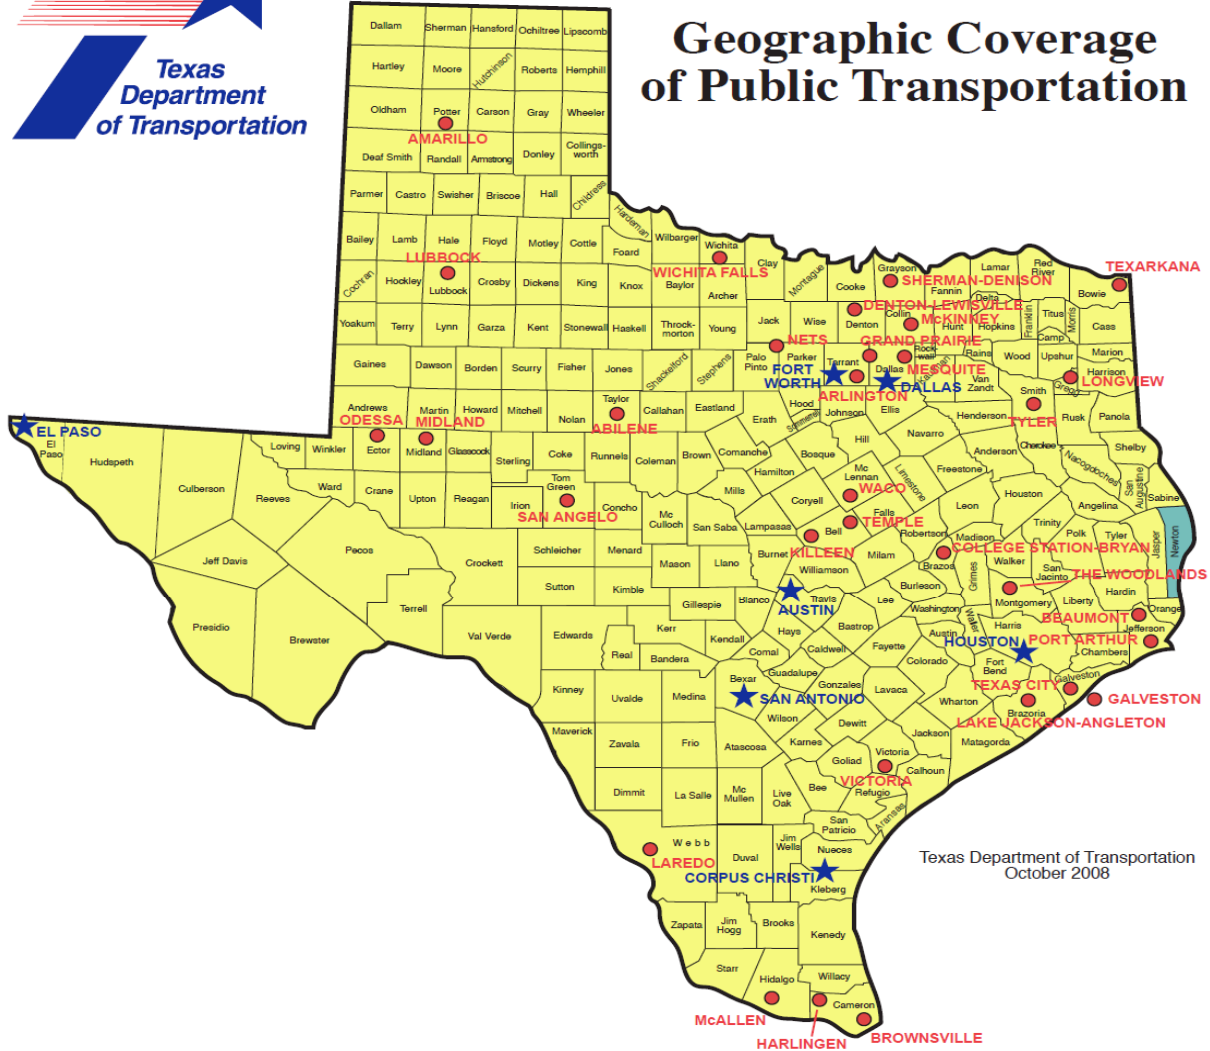 Geographic Coverage
of Public Transportation
Texas
Department
of Transportation
Dallam
Sherman
Hansford
Ochiltree
Lipscomb
Hartley
Moore
Hutchinson
Roberts
Hemphill
Oldham
Potter
Carson
Gray
Wheeler
AMARILLO
Deaf Smith
Randall
Armstrong
Donley
Collings-
worth
Parmer
Castro
Swisher
Briscoe
Hall
Childress
Hardeman
Bailey
Lamb
Hale
Floyd
Motley
Cottle
Foard
Wilbarger
Wichita
LUBBOCK
WICHITA FALLS
Clay
Montague
Cooke
Grayson
SHERMAN-DENISON
Fannin
Lamar
Red
River
TEXARKANA
Bowie
Cochran
Hockley
Lubbock
Crosby
Dickens
King
Knox
Baylor
Archer
DENTON-LEWISVILLE
Delta
Yoakum
Terry
Lynn
Garza
Kent
Stonewall
Haskell
Throck-
morton
Young
Jack
Wise
Denton
Collin
McKINNEY
Hunt
Hopkins
Franklin
Titus
Morris
Cass
Camp
NETS
GRAND PRAIRIE
Gaines
Dawson
Borden
Scurry
Fisher
Jones
Shackelford
Stephens
Palo
Pinto
Parker
Tarrant
Dallas
Rock-
wall
Kaufman
Rains
Wood
Upshur
Marion
Harrison
FORT
WORTH
MESQUITE
DALLAS
ARLINGTON
Van
Zandt
Gregg
LONGVIEW
Andrews
Martin
Howard
Mitchell
Nolan
Taylor
Callahan
Eastland
Erath
Hood
Somervell
Johnson
Ellis
Henderson
Smith
TYLER
Rusk
Panola
ODESSA
MIDLAND
ABILENE
EL PASO
El
Paso
Hudspeth
Culberson
Reeves
Loving
Winkler
Ector
Midland
Glasscock
Sterling
Coke
Runnels
Coleman
Brown
Comanche
Bosque
Hill
Navarro
Anderson
Cherokee
Nacogdoches
Shelby
Ward
Crane
Upton
Reagan
Irion
Tom
Green
SAN ANGELO
Concho
Mc
Culloch
San Saba
Mills
Hamilton
Coryell
Mc
Lennan
WACO
Limestone
Freestone
Leon
Houston
Angelina
San
Augustine
Sabine
Lampasas
Bell
Falls
TEMPLE
KILLEEN
Robertson
Madison
Trinity
Polk
Tyler
Jasper
Newton
Jeff Davis
Pecos
Crockett
Schleicher
Menard
Mason
Llano
Burnet
Williamson
Milam
Brazos
COLLEGE STATION-BRYAN
Grimes
Walker
San
Jacinto
THE WOODLANDS
Hardin
Presidio
Brewster
Terrell
Val Verde
Sutton
Kimble
Gillespie
Blanco
Travis
AUSTIN
Lee
Burleson
Washington
Montgomery
Liberty
Orange
BEAUMONT
Jefferson
Edwards
Kerr
Real
Bandera
Kendall
Hays
Comal
Caldwell
Bastrop
Fayette
Austin
Waller
Harris
HOUSTON
PORT ARTHUR
Chambers
Colorado
Fort
Bend
Galveston
TEXAS CITY
GALVESTON
Kinney
Uvalde
Medina
Bexar
SAN ANTONIO
Guadalupe
Gonzales
Lavaca
Wharton
Brazoria
LAKE JACKSON-ANGLETON
Maverick
Zavala
Frio
Atascosa
Wilson
Karnes
Dewitt
Jackson
Matagorda
Goliad
Victoria
VICTORIA
Calhoun
Dimmit
La Salle
Mc
Mullen
Live
Oak
Bee
Refugio
Aransas
San
Patricio
Webb
LAREDO
Duval
Jim
Wells
Nueces
CORPUS CHRISTI
Kleberg
Texas Department of Transportation
October 2008
Zapata
Jim
Hogg
Brooks
Kenedy
Starr
Hidalgo
Willacy
Cameron
McALLEN
HARLINGEN
BROWNSVILLE